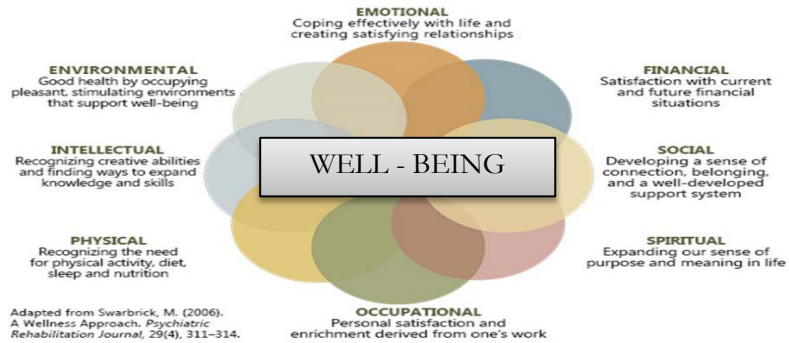 EMOTIONAL
Coping effectively with life and
creating satisfying relationships
ENVIRONMENTAL
Good health by occupying
pleasant, stimulating environments
that support well-being
FINANCIAL
Satisfaction with current
and future financial
situations
INTELLECTUAL
Recognizing creative abilities
and finding ways to expand
knowledge and skills
WELL - BEING
SOCIAL
Developing a sense of
connection, belonging,
and a well-developed
support system
PHYSICAL
Recognizing the need
for physical activity, diet,
sleep and nutrition
SPIRITUAL
Expanding our sense of
purpose and meaning in life
OCCUPATIONAL
Personal satisfaction and
enrichment derived from one's work
Adapted from Swarbrick, M. (2006).
A Wellness Approach. Psychiatric
Rehabilitation Journal, 29(4), 311–314.